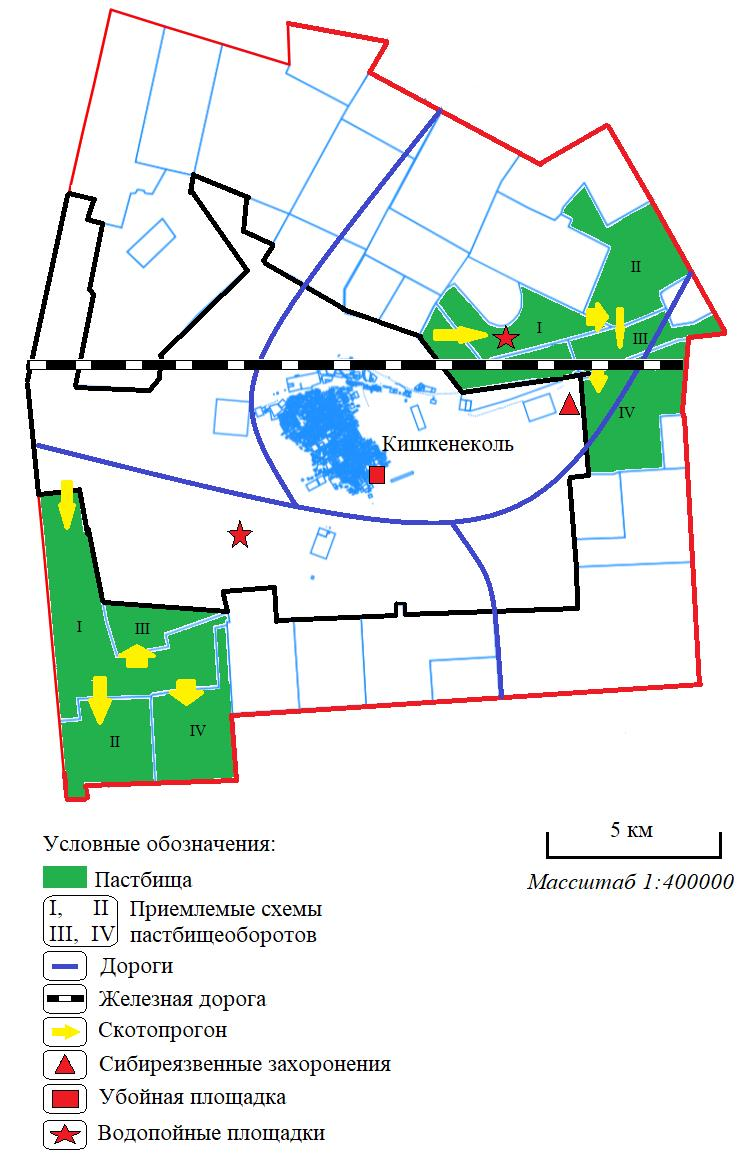 II
I
III
IV
Кишкенеколь
I
III
IV
II
5 км
Условные обозначения:
Масштаб 1:400000
Пастбища
I, II Приемлемые схемы
III, IV пастбищеоборотов
Дороги
Железная дорога
Скотопрогон
Сибиреязвенные захоронения
Убойная площадка
Водопойные площадки